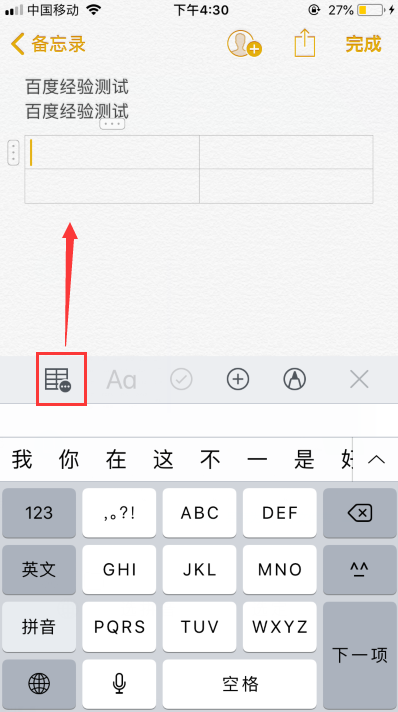 中国移动 下午4:30 27%
备忘录 完成
百度经验测试
百度经验测试
Aa
我 你 在 这 不 一 是 好
123 ,。?! ABC DEF
英文 GHI JKL MNO ^^
拼音 PQRS TUV WXYZ 下一项
空格